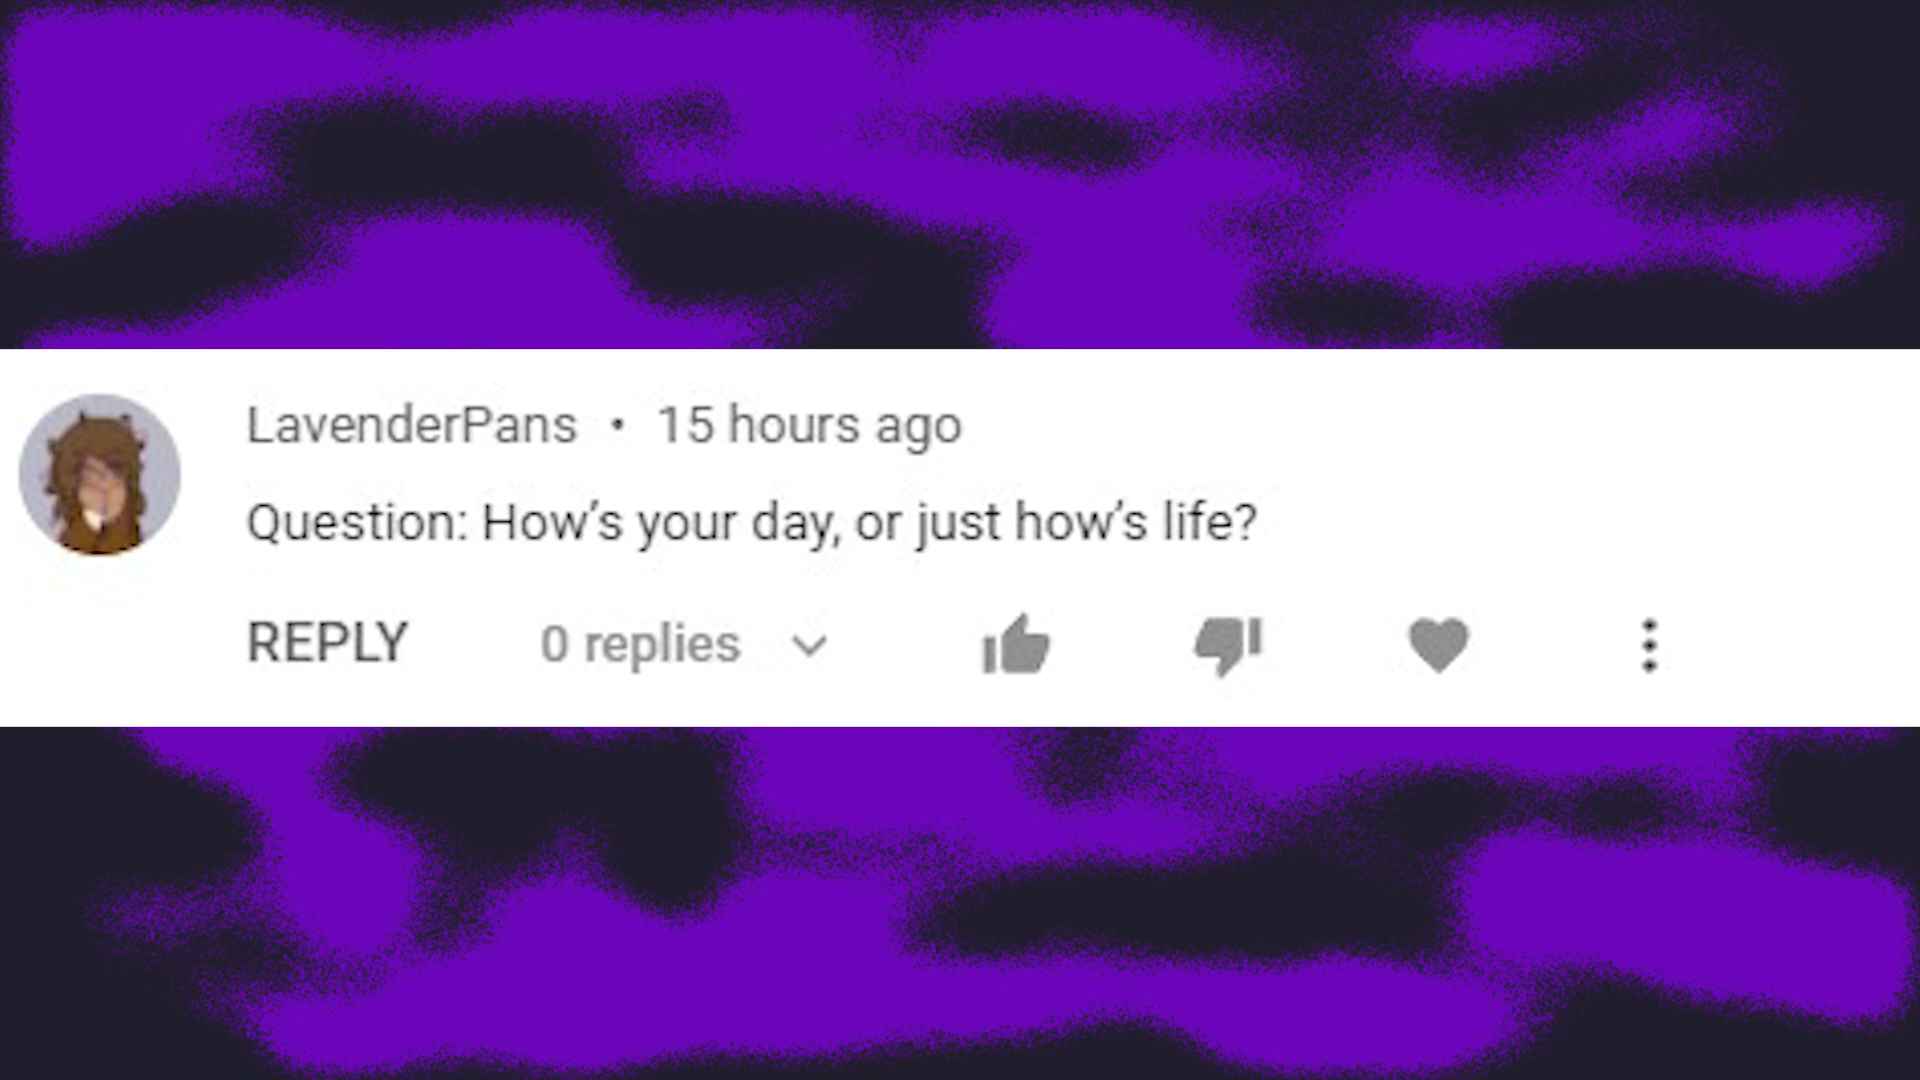 LavenderPans • 15 hours ago
Question: How’s your day, or just how’s life?
REPLY 0 replies